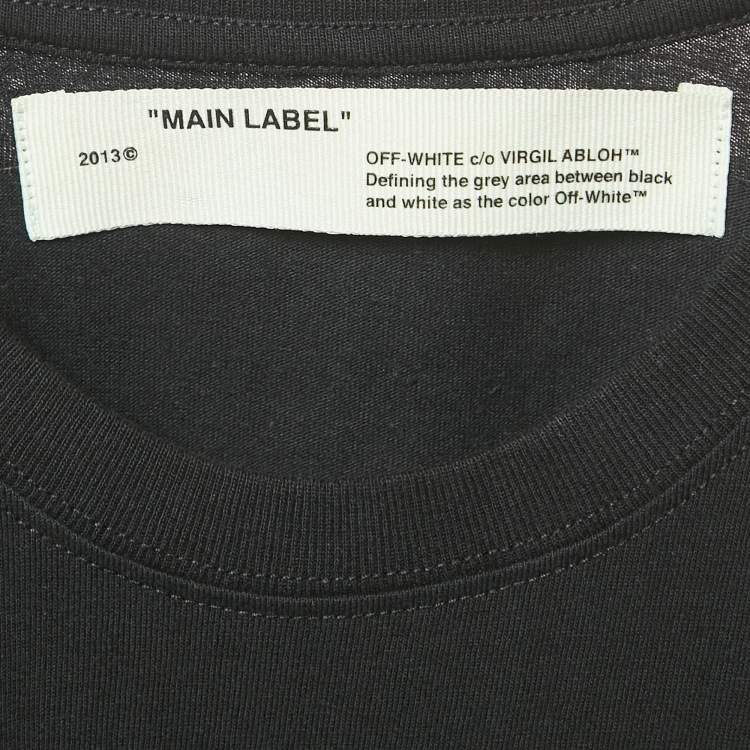 "MAIN LABEL"
2013©
OFF-WHITE c/o VIRGIL ABLOH™
Defining the grey area between black
and white as the color Off-White™